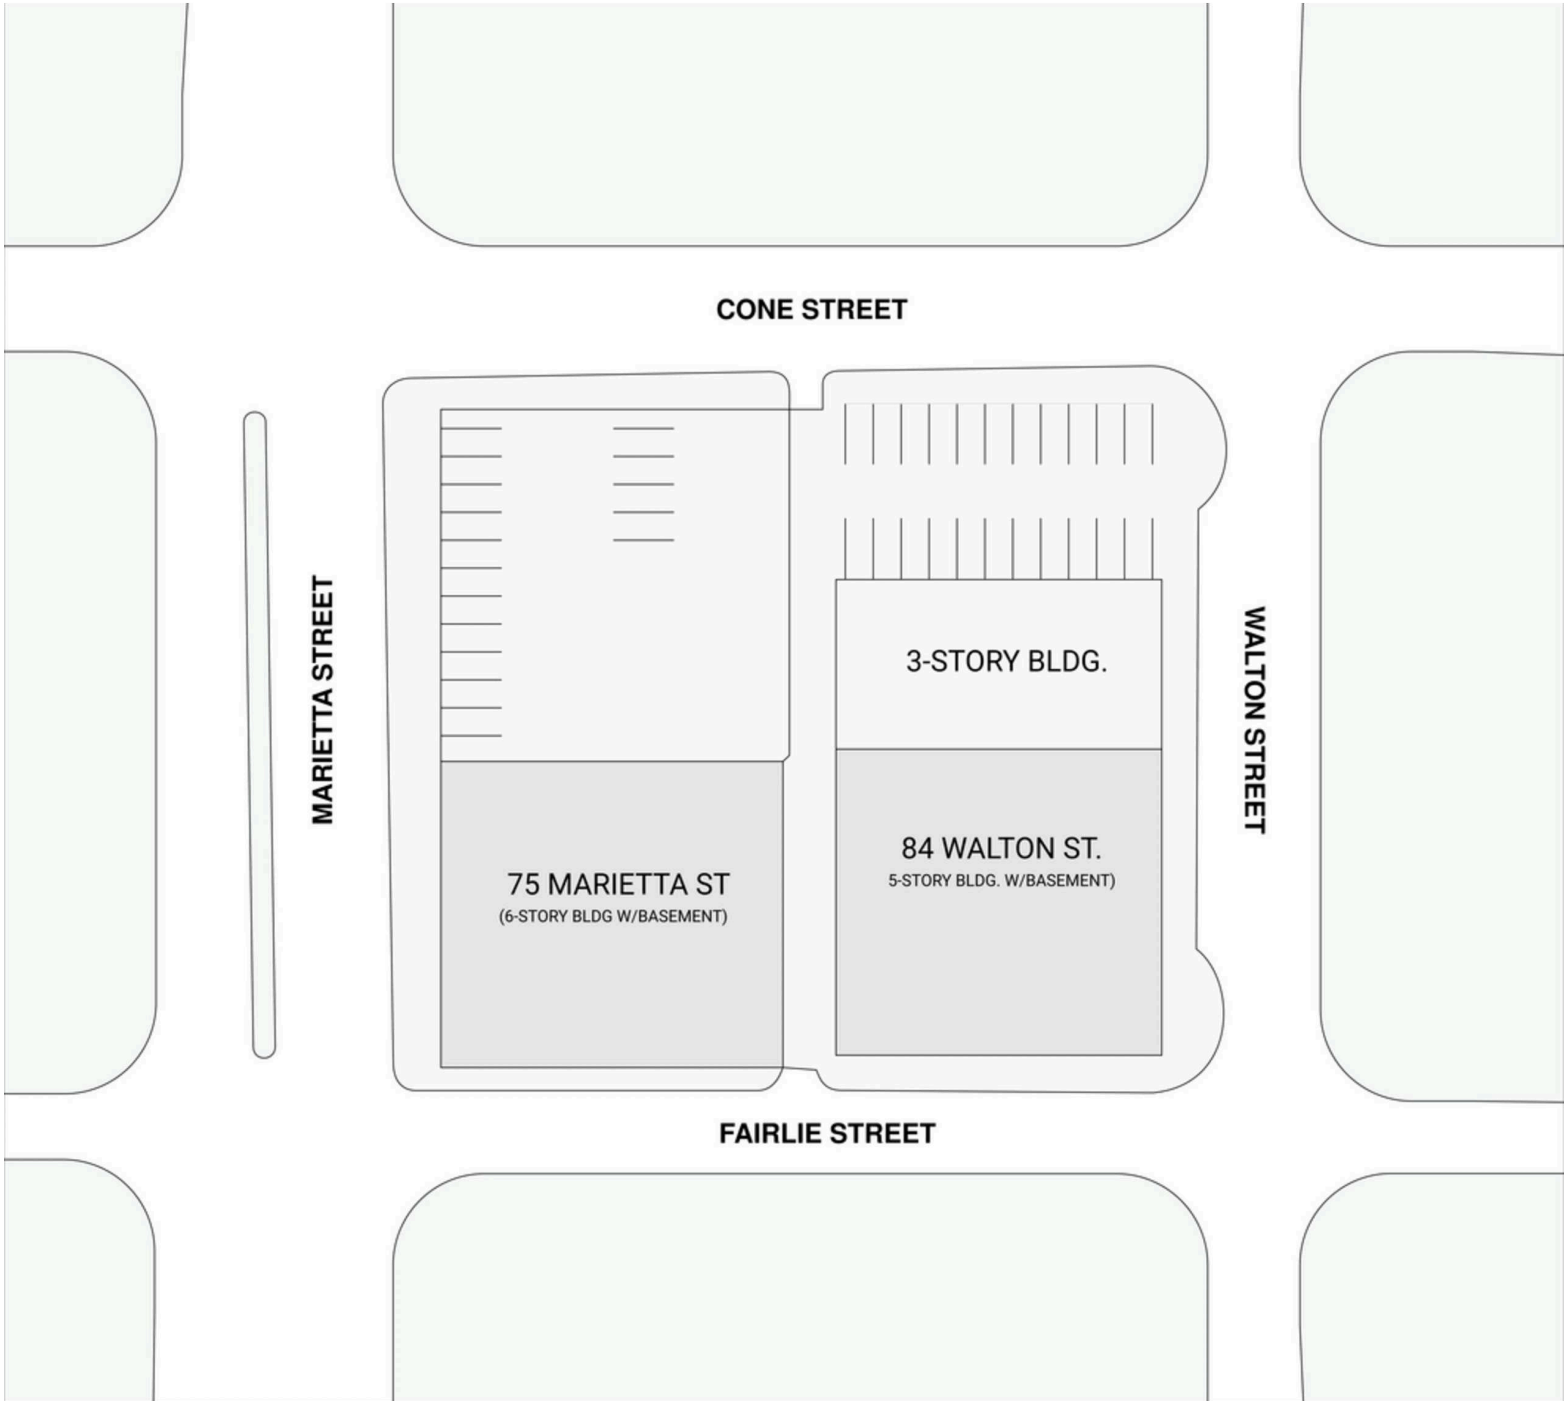 CONE STREET
MARIETTA STREET
3-STORY BLDG.
WALTON STREET
84 WALTON ST.
5-STORY BLDG. W/BASEMENT)
75 MARIETTA ST
(6-STORY BLDG W/BASEMENT)
FAIRLIE STREET